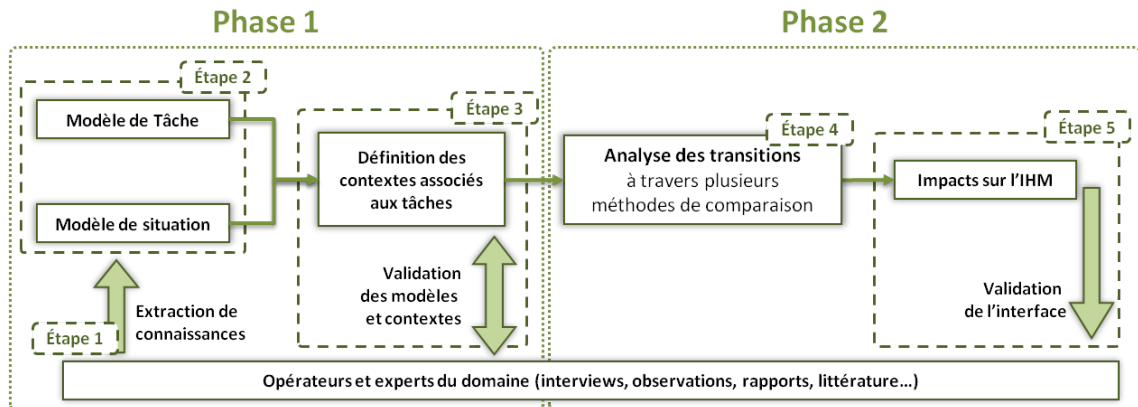 Phase 1
Phase 2
Étape 2
Modèle de Tâche
Modèle de situation
Étape 1
Extraction de
connaissances
Étape 3
Définition des
contextes associés
aux tâches
Validation
des modèles
et contextes
Étape 4
Analyse des transitions
à travers plusieurs
méthodes de comparaison
Étape 5
Impacts sur l'IHM
Validation
de l'interface
Opérateurs et experts du domaine (interviews, observations, rapports, littérature…)